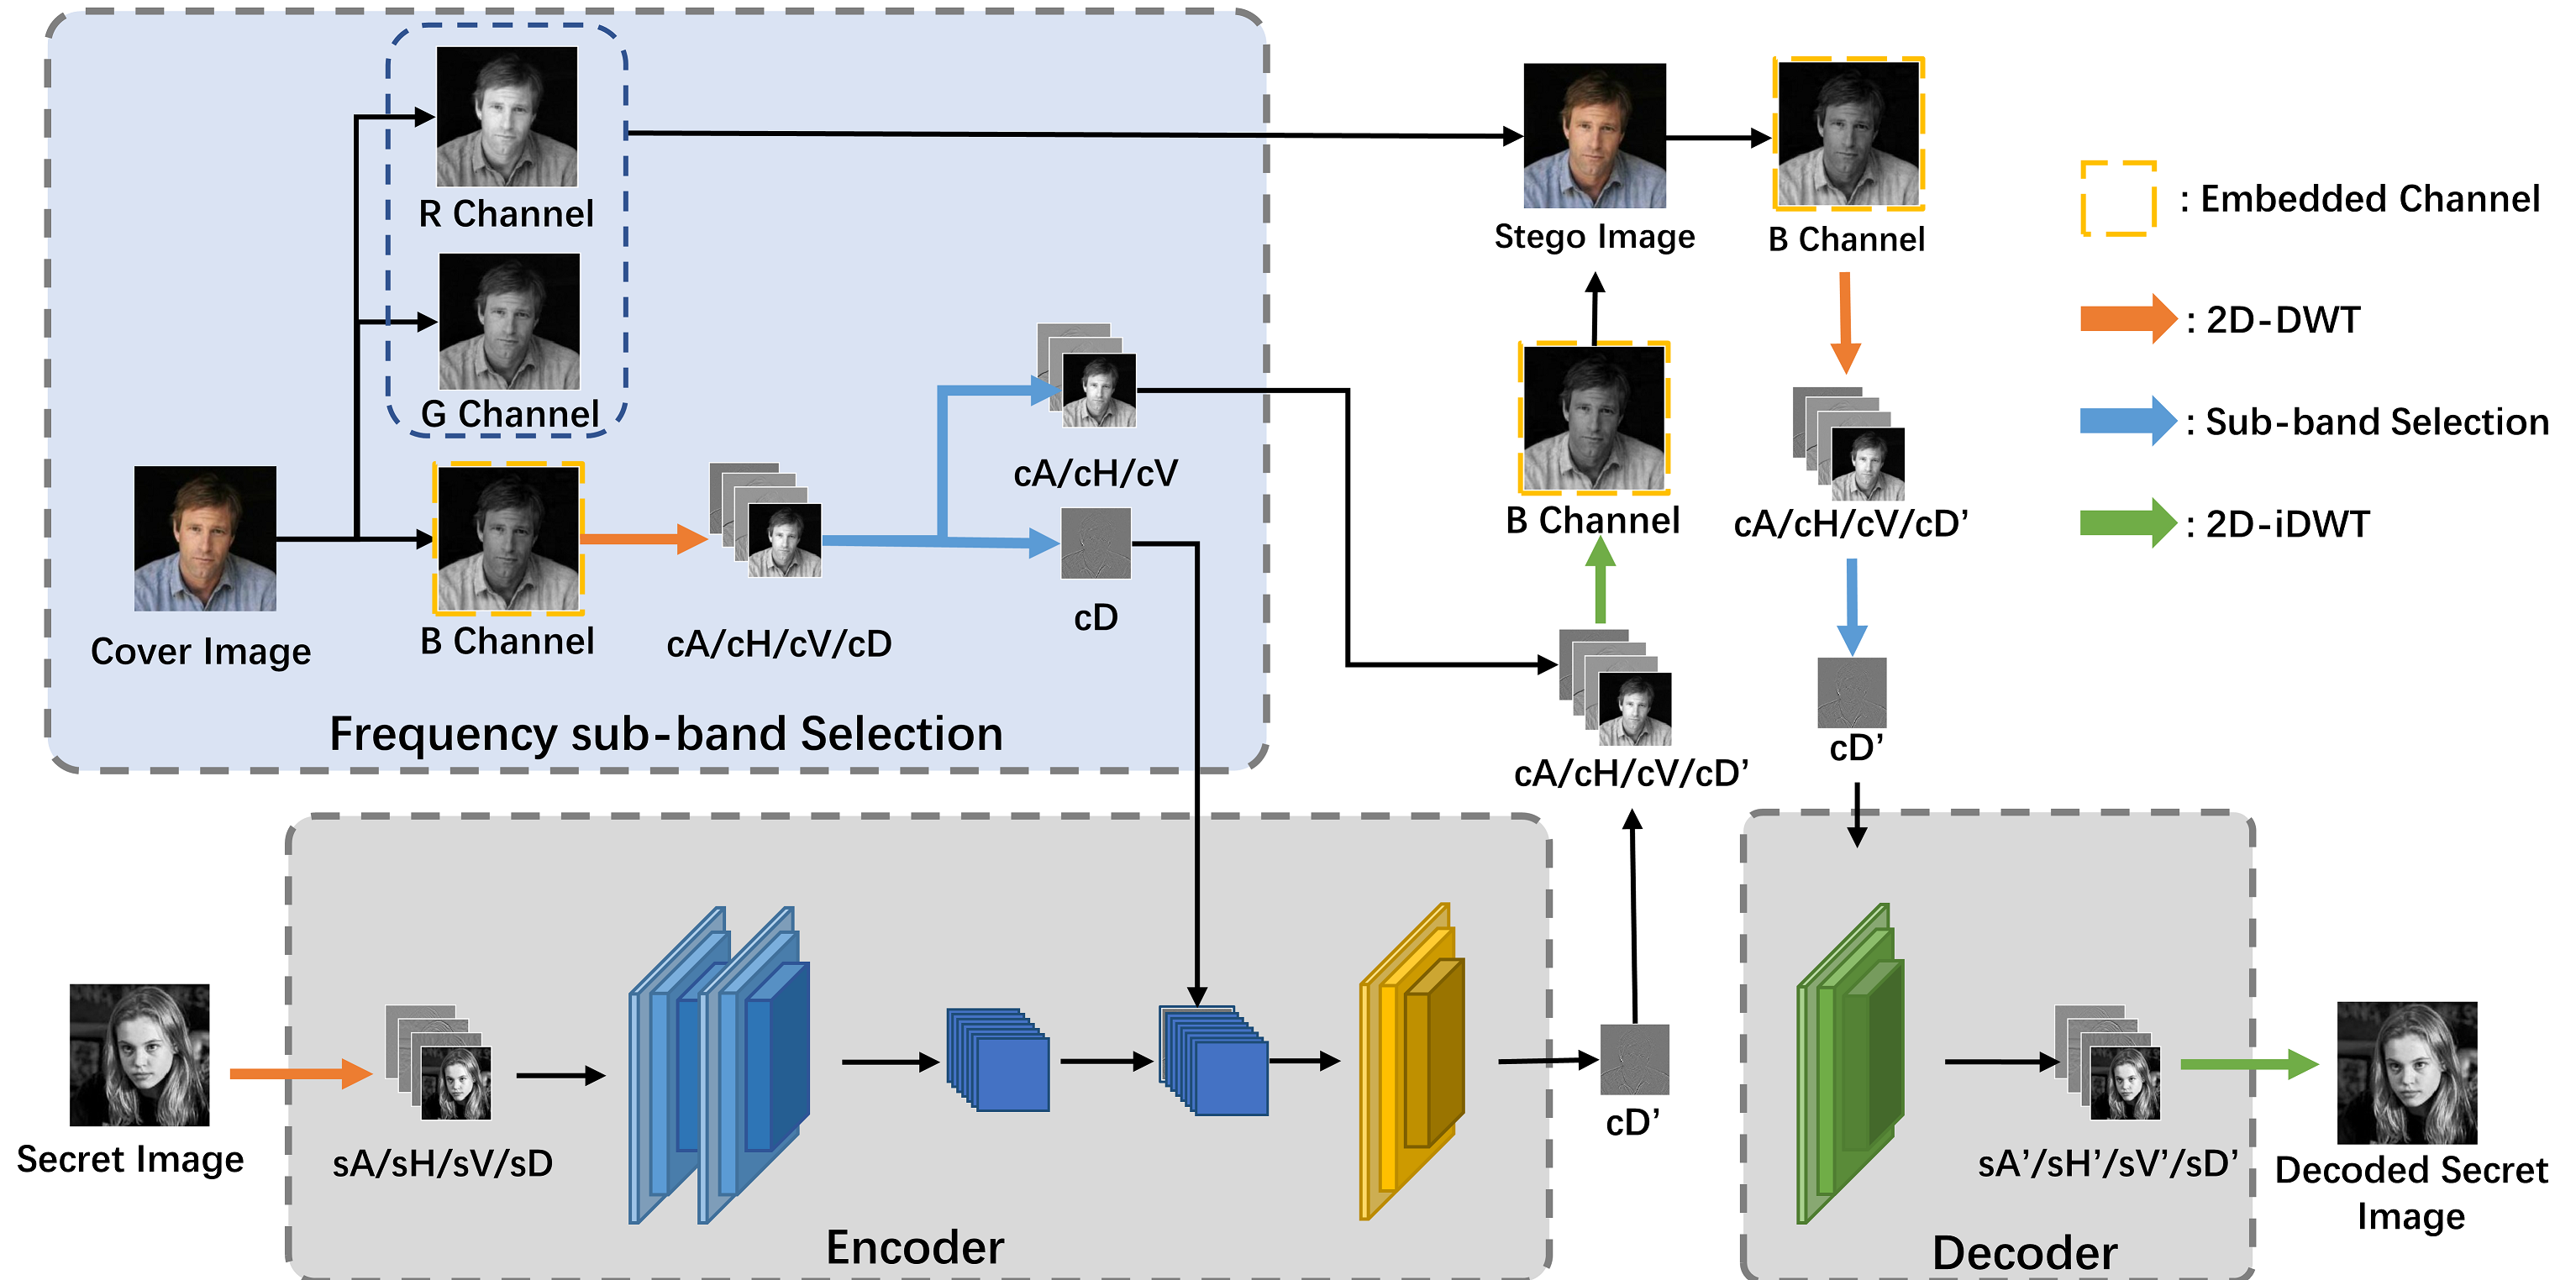 R Channel
G Channel
Cover Image
B Channel
cA/cH/cV/cD
cA/cH/cV
cD
Frequency sub-band Selection
Stego Image
B Channel
B Channel
cA/cH/cV/cD’
cA/cH/cV/cD’
cD’
: Embedded Channel
: 2D-DWT
: Sub-band Selection
: 2D-iDWT
Secret Image
sA/sH/sV/sD
Encoder
cD’
Decoder
sA’/sH’/sV’/sD’
Decoded Secret
Image